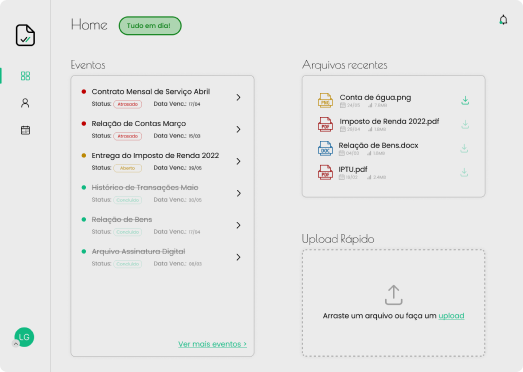 Home
Tudo em dia!
Eventos
Contrato Mensal de Serviço Abril
Status: Atrasado Data Venc.: 17/04
Relação de Contas Março
Status: Atrasado Data Venc.: 15/03
Entrega do Imposto de Renda 2022
Status: Aberto Data Venc.: 29/05
Histórico de Transações Maio
Status: Concluído Data Venc.: 30/05
Relação de Bens
Status: Concluído Data Venc.: 17/04
Arquivo Assinatura Digital
Status: Concluído Data Venc.: 08/03
Ver mais eventos >
Arquivos recentes
PNG
Conta de água.png
PDF
Imposto de Renda 2022.pdf
DOC
Relação de Bens.docx
PDF
IPTU.pdf
Upload Rápido
Arraste um arquivo ou faça um upload
LG